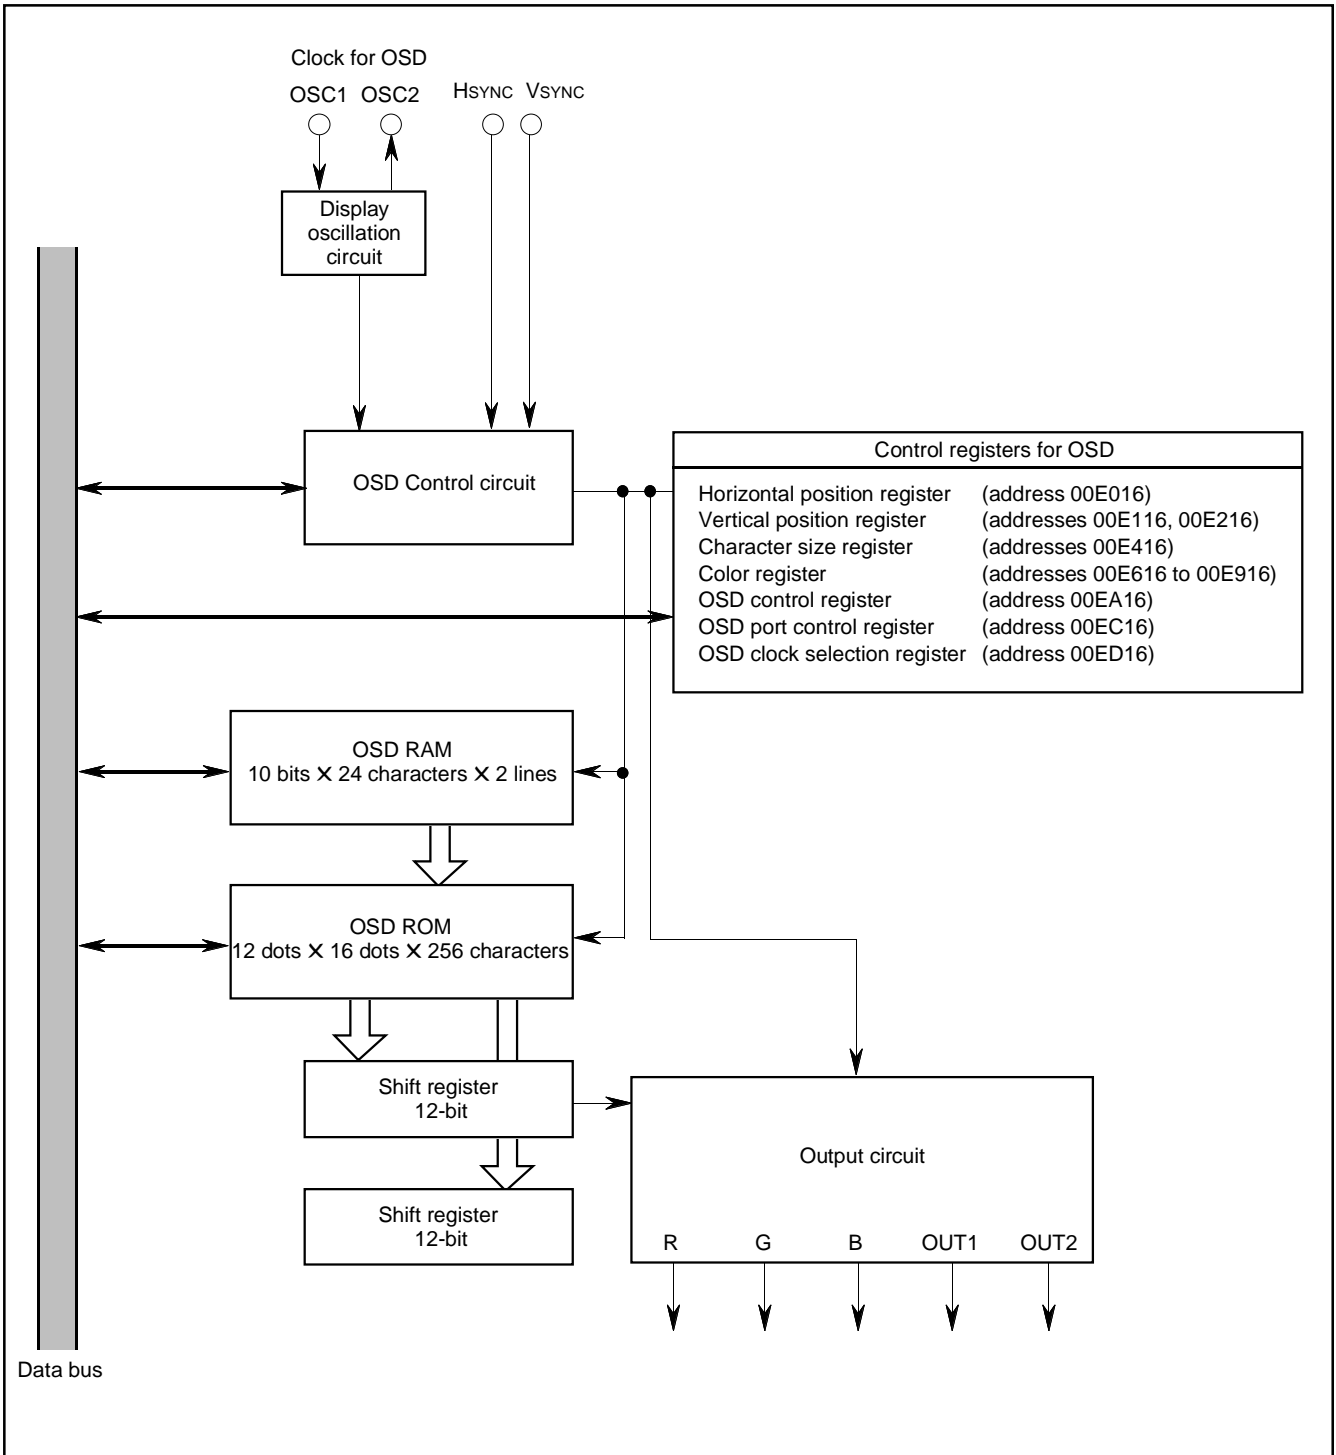 Clock for OSD
OSC1 OSC2 HSYNC VSYNC
Display
oscillation
circuit
OSD Control circuit
Control registers for OSD
Horizontal position register (address 00E016)
Vertical position register (addresses 00E116, 00E216)
Character size register (addresses 00E416)
Color register (addresses 00E616 to 00E916)
OSD control register (address 00EA16)
OSD port control register (address 00EC16)
OSD clock selection register (address 00ED16)
OSD RAM
10 bits × 24 characters × 2 lines
OSD ROM
12 dots × 16 dots × 256 characters
Shift register
12-bit
Output circuit
Shift register
12-bit
R G B OUT1 OUT2
Data bus